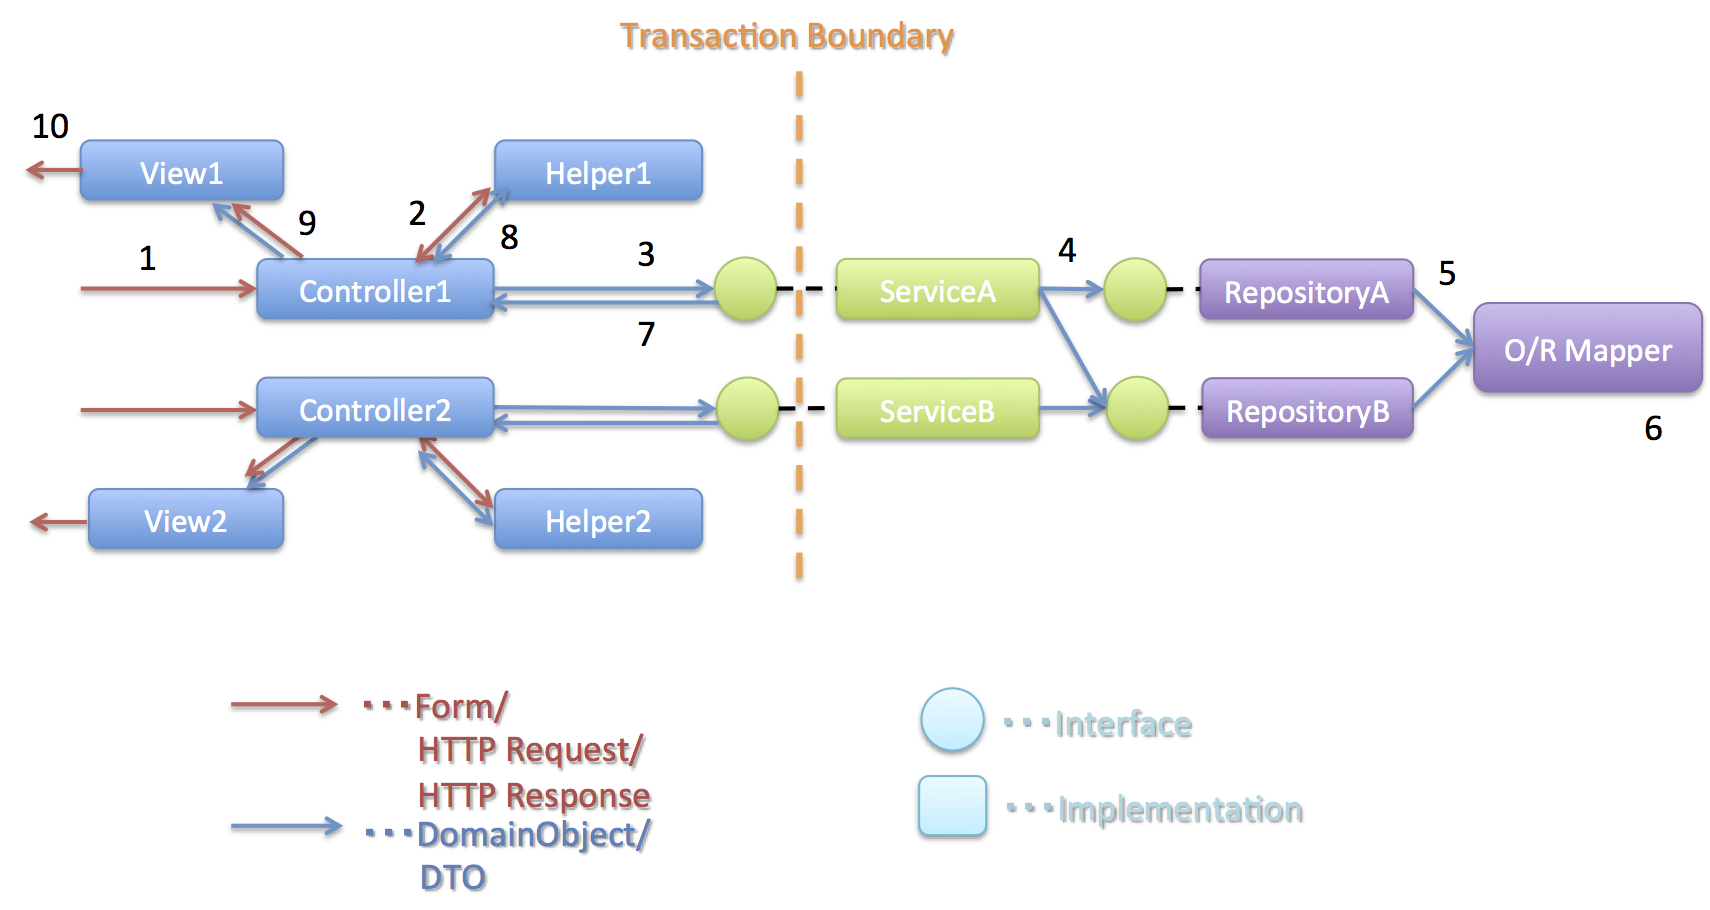 Transaction Boundary
10
View1
Helper1
2
9
8
1
3
4
5
Controller1
ServiceA
RepositoryA
7
O/R Mapper
Controller2
ServiceB
RepositoryB
6
View2
Helper2
･･･Form/
HTTP Request/
HTTP Response
･･･DomainObject/
DTO
･･･Interface
･･･Implementation